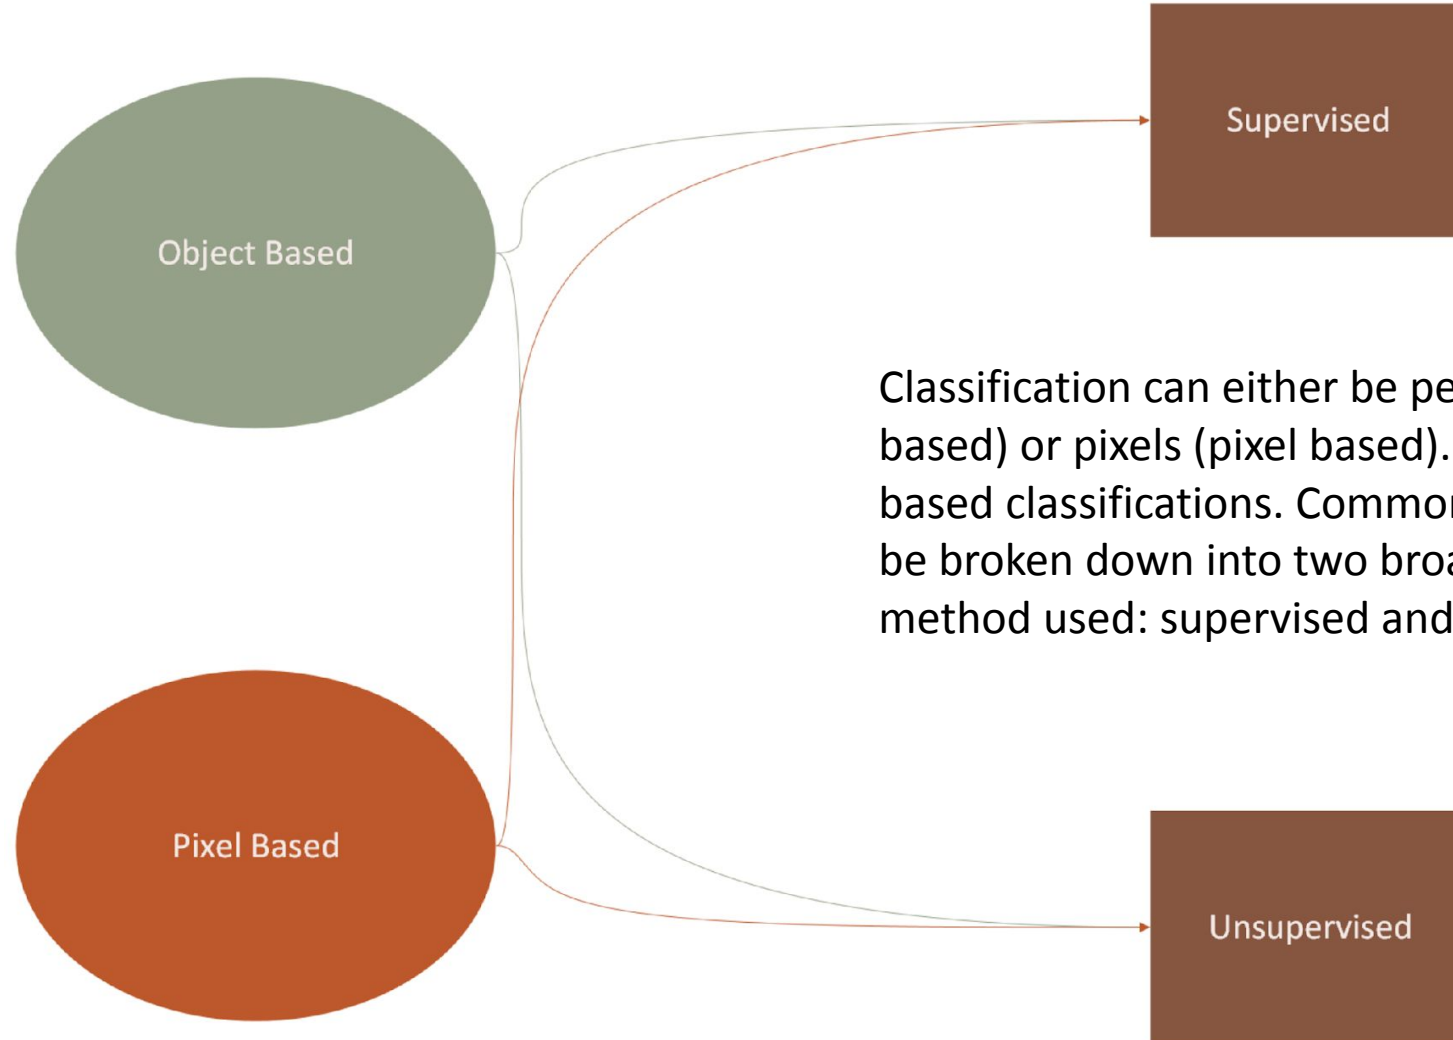 Supervised
Object Based
Classification can either be pe
based) or pixels (pixel based).
based classifications. Commo
be broken down into two broa
method used: supervised and
Pixel Based
Unsupervised